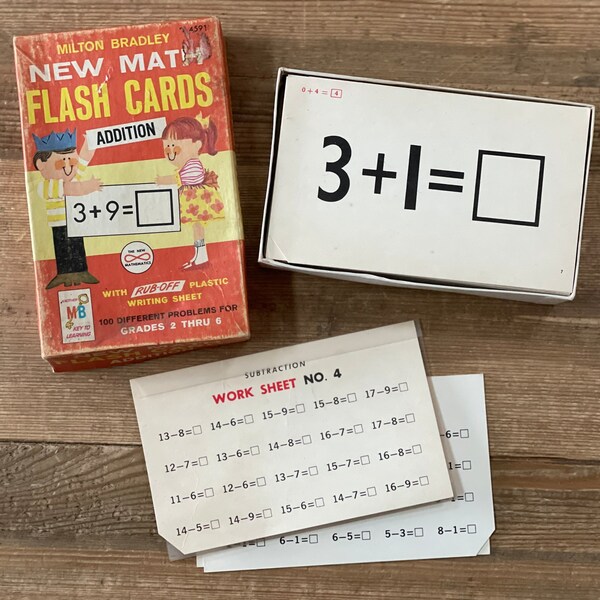 4591
MILTON BRADLEY
NEW MATH
FLASH CARDS
ADDITION
3+9=□
THE NEW
MATHEMATICS
WITH RUB-OFF PLASTIC
WRITING SHEET
100 DIFFERENT PROBLEMS FOR
GRADES 2 THRU 6
MB
KEY TO
LEARNING
0+4=4
3+1=□
7
SUBTRACTION
WORK SHEET NO. 4
13-8=□ 14-6=□ 15-9=□ 15-8=□ 17-9=□
12-7=□ 13-6=□ 14-8=□ 16-7=□ 17-8=□
11-6=□ 12-6=□ 13-7=□ 15-7=□ 16-8=□
14-5=□ 14-9=□ 15-6=□ 14-7=□ 16-9=□
-6=□
-1=□
6-1=□ 6-5=□ 5-3=□ 8-1=□